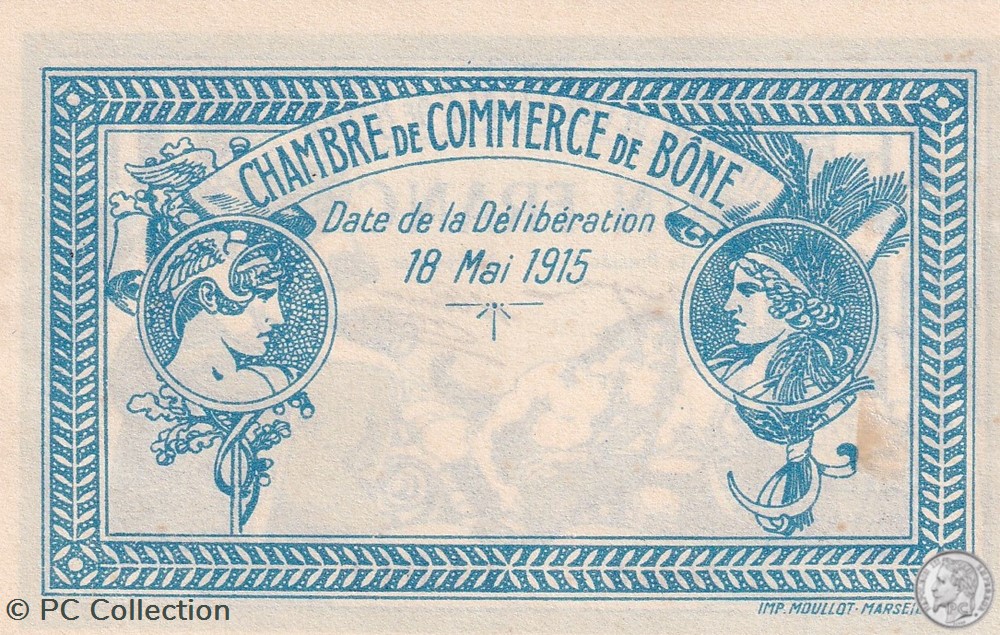 CHAMBRE DE COMMERCE DE BÔNE
Date de la Délibération
18 Mai 1915
IMP. MOULLOT-MARSEI
© PC Collection